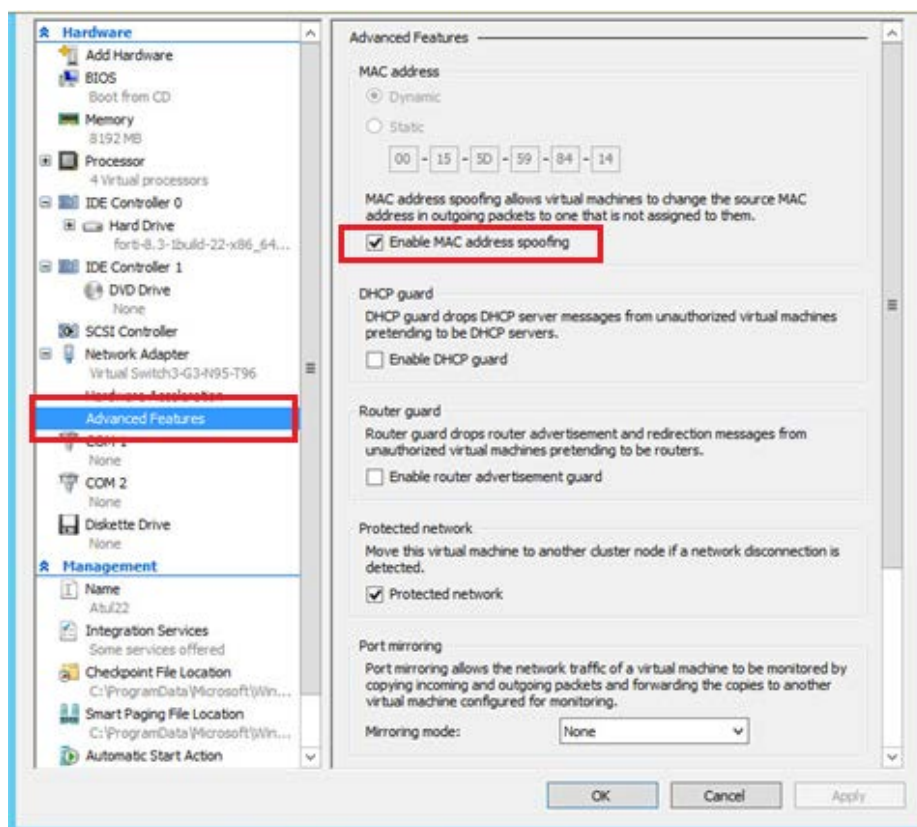 Hardware
Add Hardware
BIOS
Boot from CD
Memory
8192 MB
Processor
4 Virtual processors
IDE Controller 0
Hard Drive
forti-8.3-1build-22-x86_64...
IDE Controller 1
DVD Drive
None
SCSI Controller
Network Adapter
Virtual Switch3-G3-N95-T96
Hardware Acceleration
Advanced Features
COM 1
None
COM 2
None
Diskette Drive
None
Management
Name
Atul22
Integration Services
Some services offered
Checkpoint File Location
C:\ProgramData\Microsoft\Win...
Smart Paging File Location
C:\ProgramData\Microsoft\Win...
Automatic Start Action
Advanced Features
MAC address
Dynamic
Static
00 - 15 - 5D - 59 - 84 - 14
MAC address spoofing allows virtual machines to change the source MAC
address in outgoing packets to one that is not assigned to them.
Enable MAC address spoofing
DHCP guard
DHCP guard drops DHCP server messages from unauthorized virtual machines
pretending to be DHCP servers.
Enable DHCP guard
Router guard
Router guard drops router advertisement and redirection messages from
unauthorized virtual machines pretending to be routers.
Enable router advertisement guard
Protected network
Move this virtual machine to another cluster node if a network disconnection is
detected.
Protected network
Port mirroring
Port mirroring allows the network traffic of a virtual machine to be monitored by
copying incoming and outgoing packets and forwarding the copies to another
virtual machine configured for monitoring.
Mirroring mode: None
OK Cancel Apply